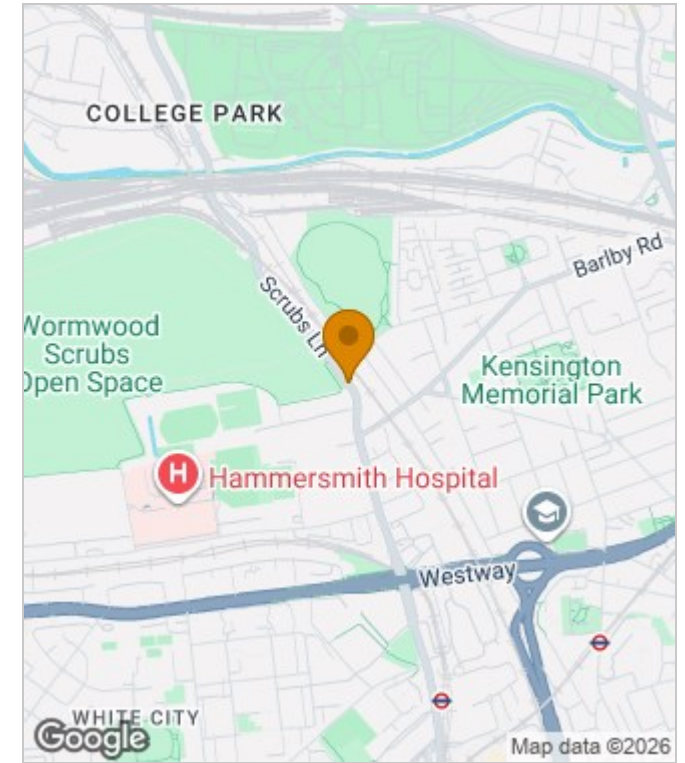 COLLEGE PARK
Barlby Rd
Scrubs Ln
Wormwood
Scrubs
Open Space
Kensington
Memorial Park
H
Hammersmith Hospital
Westway
WHITE CITY
Google
Map data ©2026